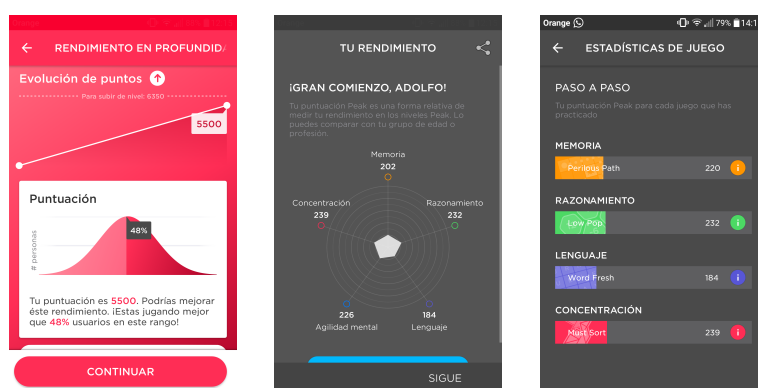 RENDIMIENTO EN PROFUNDID
Evolución de puntos
Para subir de nivel: 6350
5500
Puntuación
48%
# personas
Tu puntuación es 5500. Podrías mejorar
éste rendimiento. ¡Estas jugando mejor
que 48% usuarios en este rango!
CONTINUAR
TU RENDIMIENTO
¡GRAN COMIENZO, ADOLFO!
Tu puntuación Peak es una forma relativa de
medir tu rendimiento en los niveles Peak. Lo
puedes comparar con tu grupo de edad o
profesión.
Memoria
202
Concentración
239
Razonamiento
232
226
Agilidad mental
184
Lenguaje
SIGUE
Orange
79% 14:1
ESTADÍSTICAS DE JUEGO
PASO A PASO
Tu puntuación Peak para cada juego que has
practicado
MEMORIA
Perilous Path 220
RAZONAMIENTO
Low Pop 232
LENGUAJE
Word Fresh 184
CONCENTRACIÓN
Must Sort 239